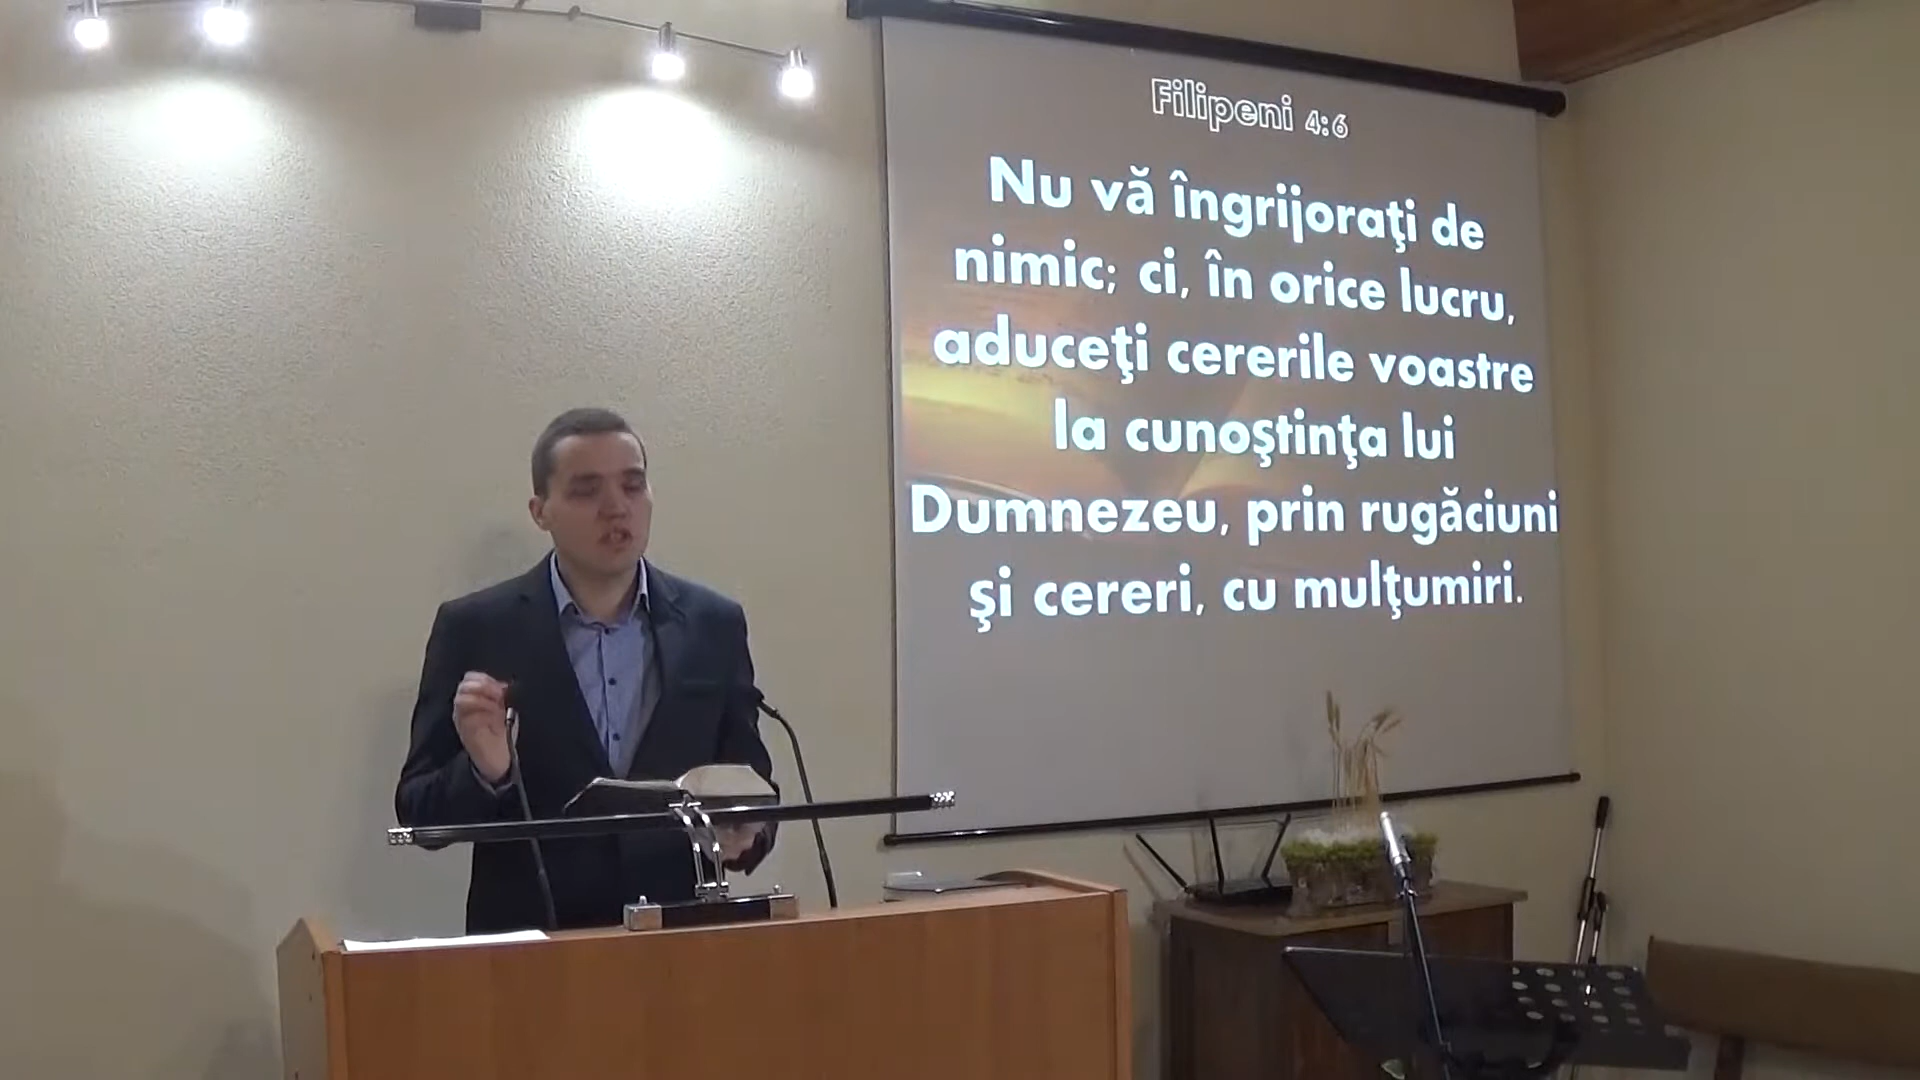 Filipeni 4:6
Nu vă îngrijoraţi de
nimic; ci, în orice lucru,
aduceţi cererile voastre
la cunoştinţa lui
Dumnezeu, prin rugăciuni
şi cereri, cu mulţumiri.